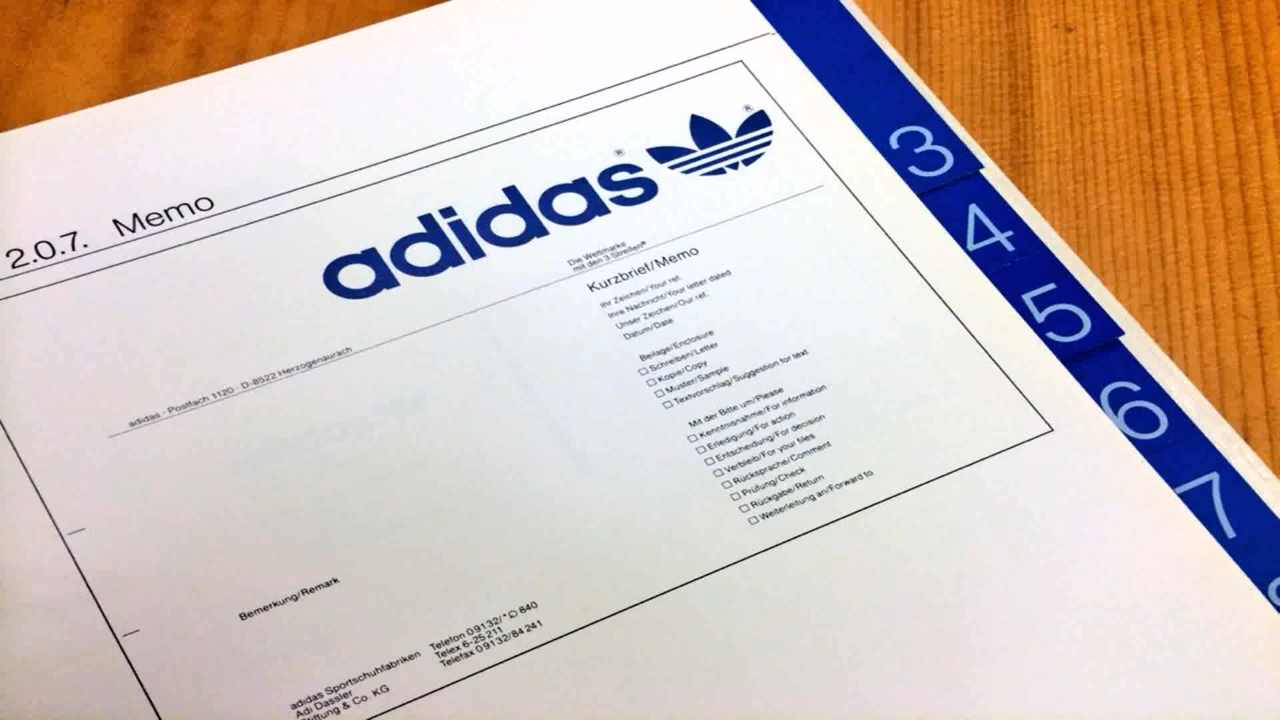 2.0.7. Memo
adidas®
®
Die Weltmarke
mit den 3 Streifen®
adidas · Postfach 1120 · D-8522 Herzogenaurach
Kurzbrief/Memo
Ihr Zeichen/Your ref.
Ihre Nachricht/Your letter dated
Unser Zeichen/Our ref.
Datum/Date
Beilage/Enclosure
Schreiben/Letter
Kopie/Copy
Muster/Sample
Textvorschlag/Suggestion for text
Mit der Bitte um/Please
Kenntnisnahme/For information
Erledigung/For action
Entscheidung/For decision
Verbleib/For your files
Rücksprache/Comment
Prüfung/Check
Rückgabe/Return
Weiterleitung an/Forward to
Bemerkung/Remark
adidas Sportschuhfabriken
Adi Dassler
Stiftung & Co. KG
Telefon 09132/* 840
Telex 6-25 211
Telefax 09132/84 241
3
4
5
6
7